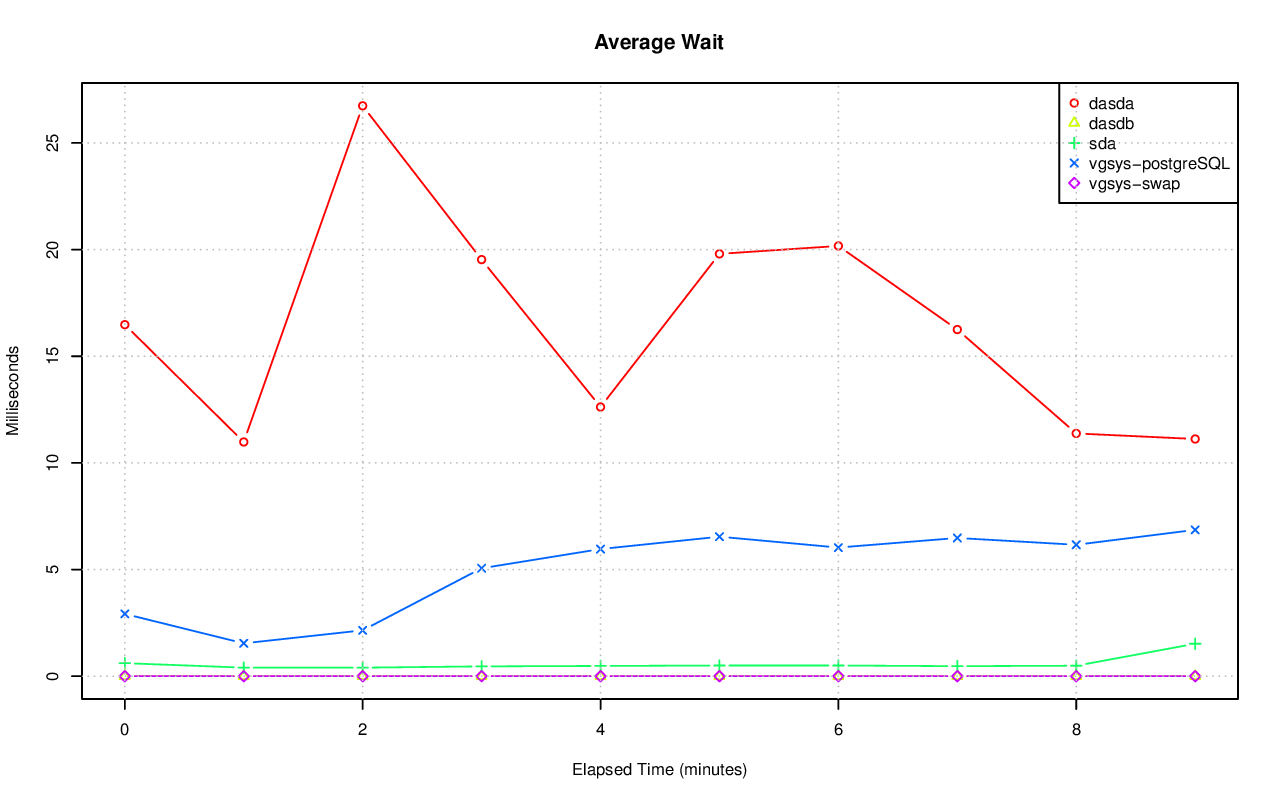 Average Wait
dasda
dasdb
sda
vgsys−postgreSQL
vgsys−swap
Milliseconds
25
20
15
10
5
0
0 2 4 6 8
Elapsed Time (minutes)